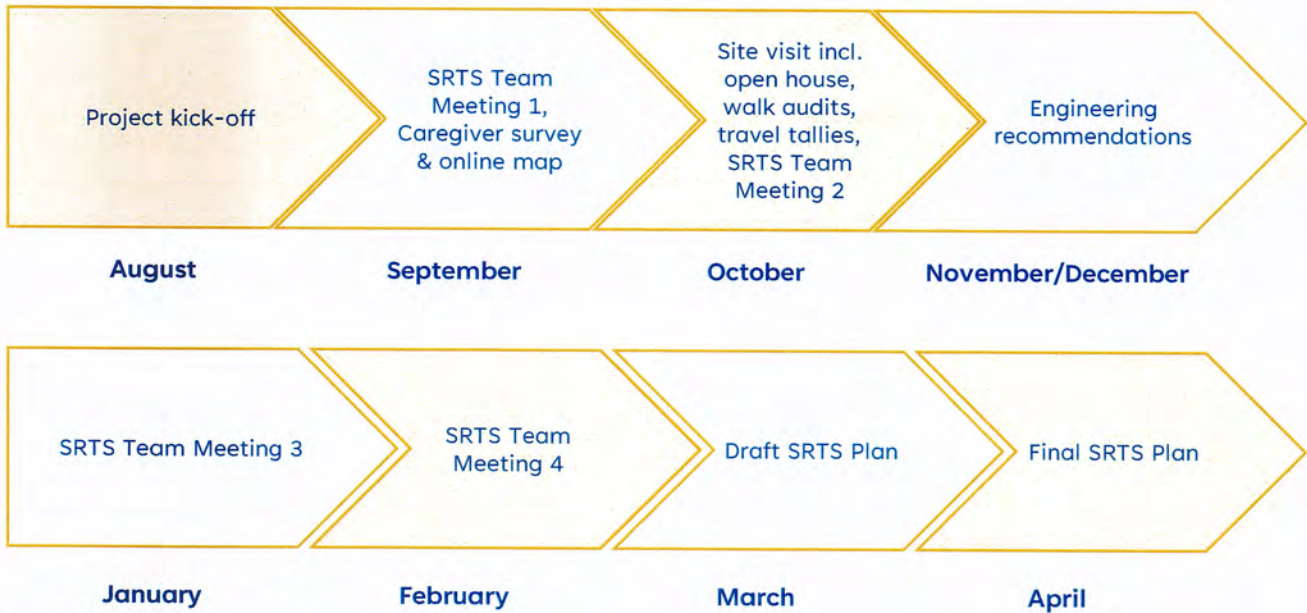 Project kick-off
SRTS Team
Meeting 1,
Caregiver survey
& online map
Site visit incl.
open house,
walk audits,
travel tallies,
SRTS Team
Meeting 2
Engineering
recommendations
August
September
October
November/December
SRTS Team Meeting 3
SRTS Team
Meeting 4
Draft SRTS Plan
Final SRTS Plan
January
February
March
April